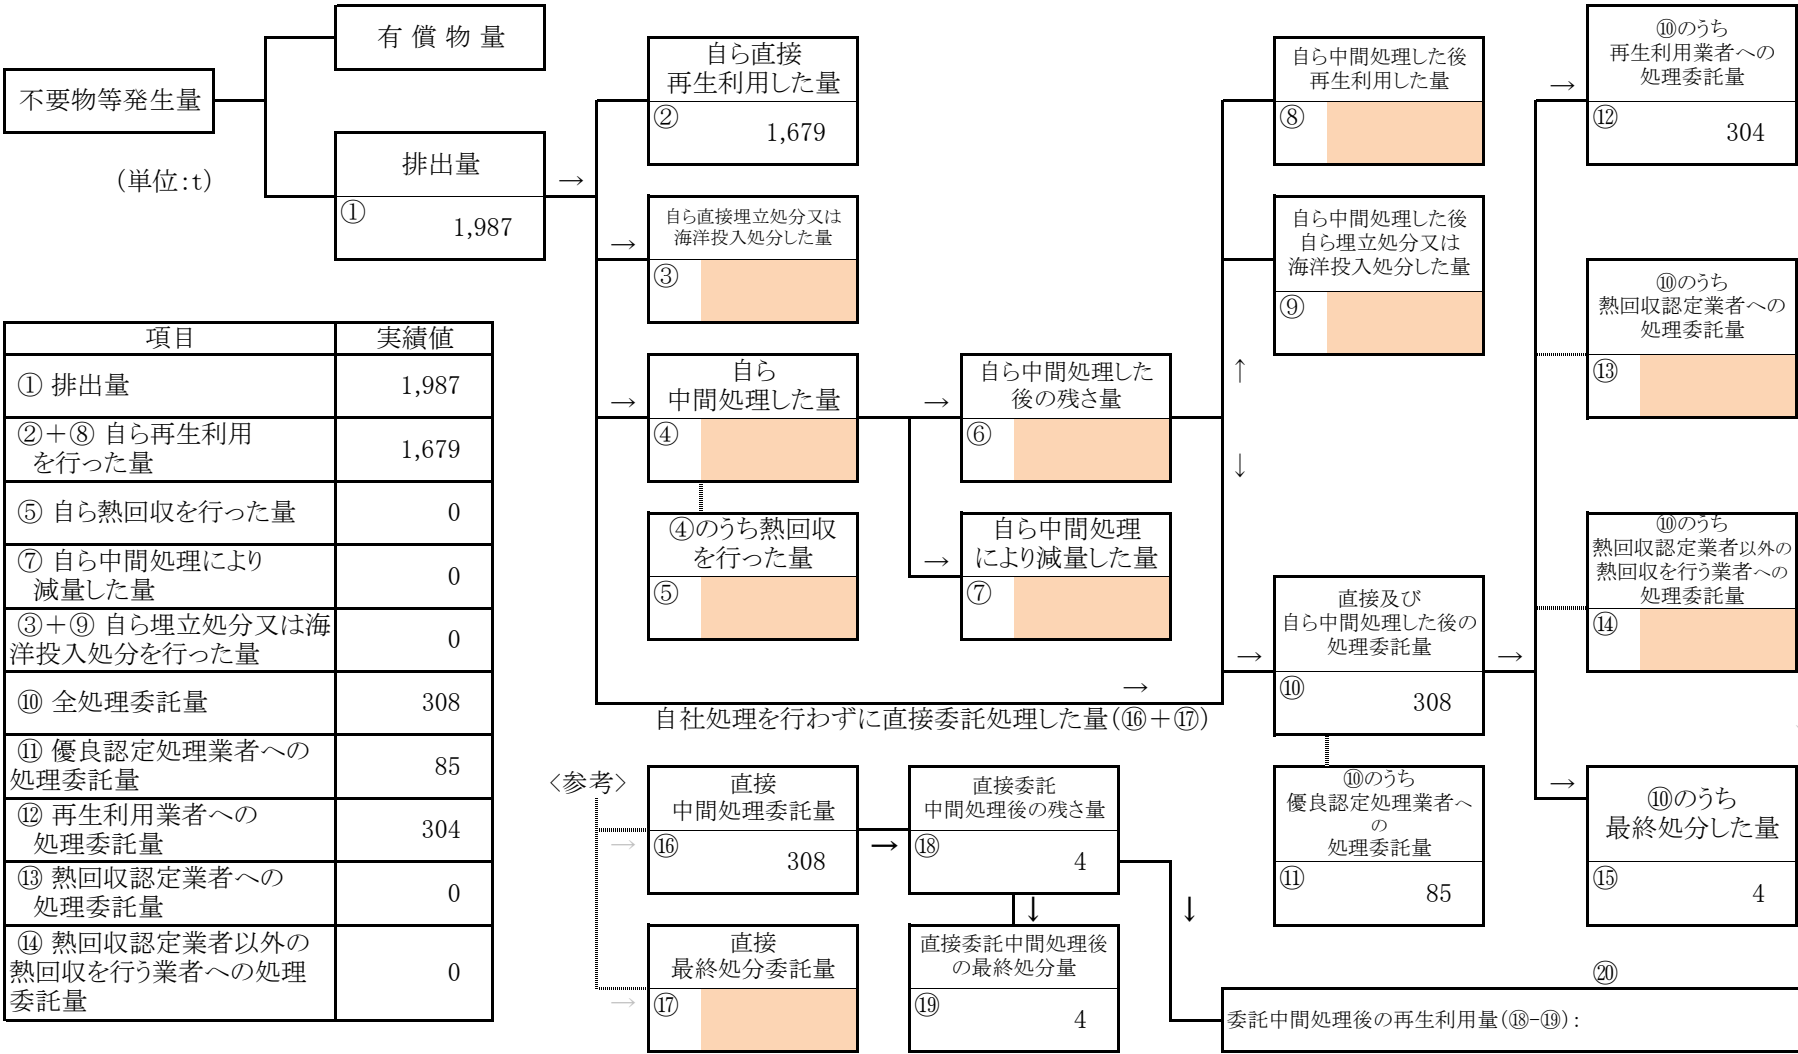 有 償 物 量
不要物等発生量
（単位:t）
排出量
①
1,987
→
自ら直接
再生利用した量
②
1,679
→
自ら直接埋立処分又は
海洋投入処分した量
③
→
自ら
中間処理した量
④
④のうち熱回収
を行った量
⑤
→
自ら中間処理した
後の残さ量
⑥
→
自ら中間処理
により減量した量
⑦
自ら中間処理した後
再生利用した量
⑧
自ら中間処理した後
自ら埋立処分又は
海洋投入処分した量
⑨
↑
↓
→
直接及び
自ら中間処理した後の
処理委託量
⑩
308
→
⑩のうち
優良認定処理業者へ
の
処理委託量
⑪
85
→
⑩のうち
再生利用業者への
処理委託量
⑫
304
⑩のうち
熱回収認定業者への
処理委託量
⑬
⑩のうち
熱回収認定業者以外の
熱回収を行う業者への
処理委託量
⑭
→
⑩のうち
最終処分した量
⑮
4
→
自社処理を行わずに直接委託処理した量（⑯＋⑰）
項目 実績値
① 排出量 1,987
②＋⑧ 自ら再生利用
を行った量
1,679
⑤ 自ら熱回収を行った量 0
⑦ 自ら中間処理により
減量した量
0
③＋⑨ 自ら埋立処分又は海
洋投入処分を行った量
0
⑩ 全処理委託量 308
⑪ 優良認定処理業者への
処理委託量
85
⑫ 再生利用業者への
処理委託量
304
⑬ 熱回収認定業者への
処理委託量
0
⑭ 熱回収認定業者以外の
熱回収を行う業者への処理
委託量
0
＜参考＞
→
直接
中間処理委託量
⑯
308
→
直接委託
中間処理後の残さ量
⑱
4
↓
↓
→
直接
最終処分委託量
⑰
直接委託中間処理後
の最終処分量
⑲
4
⑳
委託中間処理後の再生利用量（⑱−⑲）: